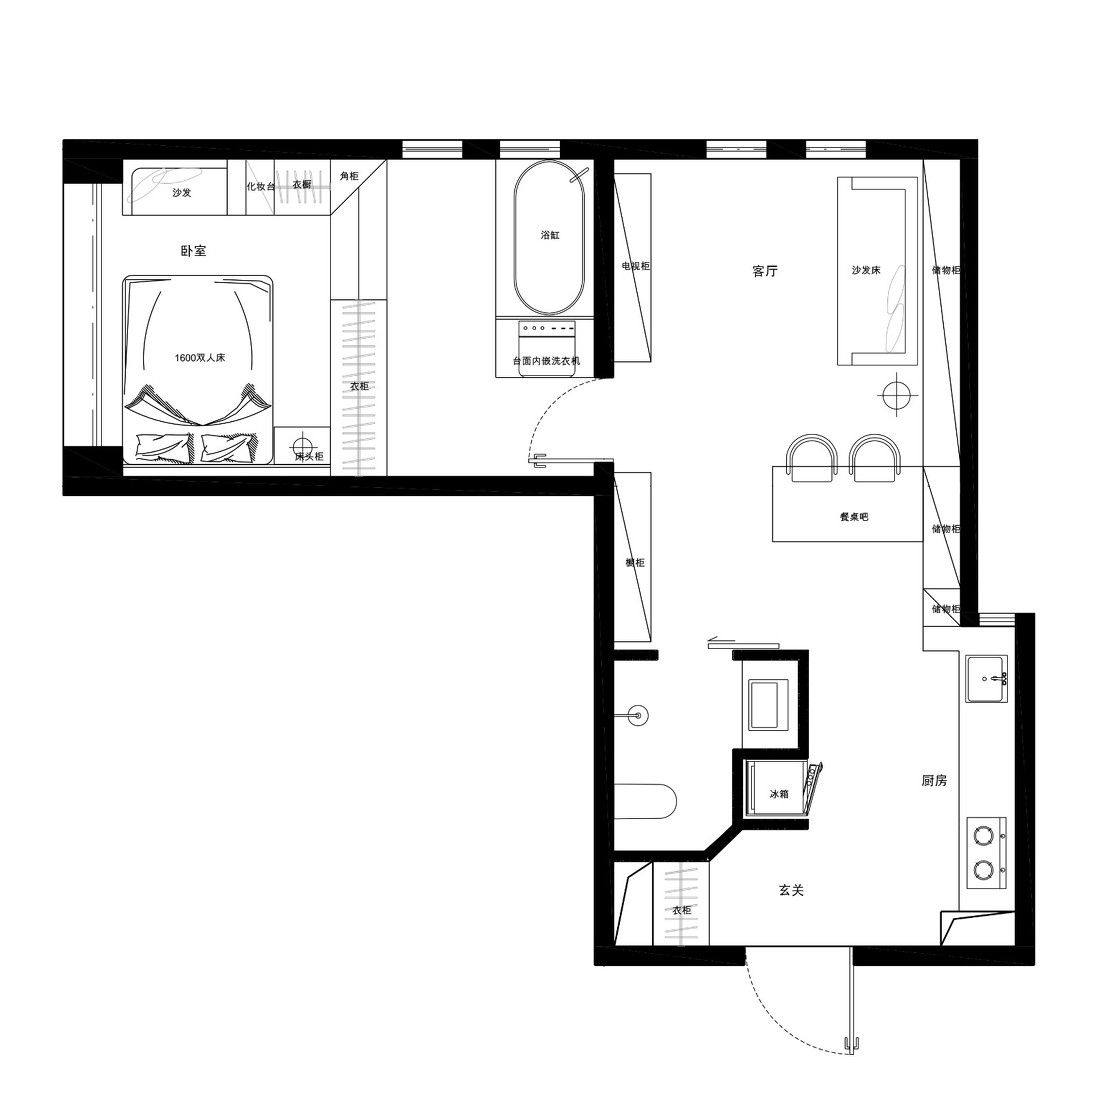 沙发
化妆台
衣橱
角柜
卧室
浴缸
电视柜
客厅
沙发床
储物柜
1600双人床
台面内嵌洗衣机
衣柜
床头柜
餐桌吧
储物柜
橱柜
储物柜
冰箱
厨房
玄关
衣柜